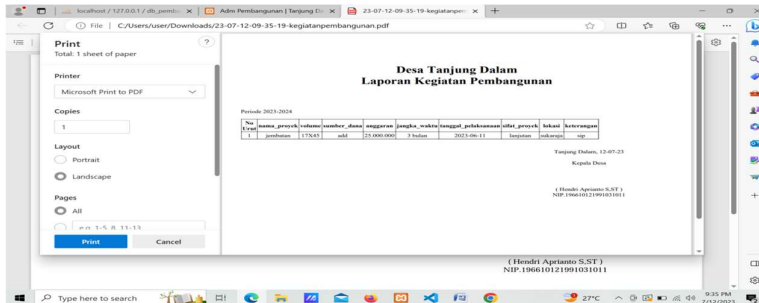 localhost / 127.0.0.1 / db_pemba
Adm Pembangunan | Tanjung Da
23-07-12-09-35-19-kegiatanpem
File | C:/Users/user/Downloads/23-07-12-09-35-19-kegiatanpembangunan.pdf
Print
?
Total: 1 sheet of paper
Printer
Microsoft Print to PDF
Copies
1
Layout
Portrait
Landscape
Pages
All
e.g. 1-5, 8, 11-13
Print Cancel
Desa Tanjung Dalam
Laporan Kegiatan Pembangunan
Periode 2023-2024
No Urut nama_proyek volume sumber_dana anggaran jangka_waktu tanggal_pelaksanaan sifat_proyek lokasi keterangan
1 jembatan 17X45 add 25.000.000 3 bulan 2023-06-11 lanjutan sukaraja sip
Tanjung Dalam, 12-07-23
Kepala Desa
( Hendri Aprianto S,ST )
NIP.196610121991031011
( Hendri Aprianto S,ST )
NIP.196610121991031011
Type here to search
27°C
9:35 PM
7/12/2023